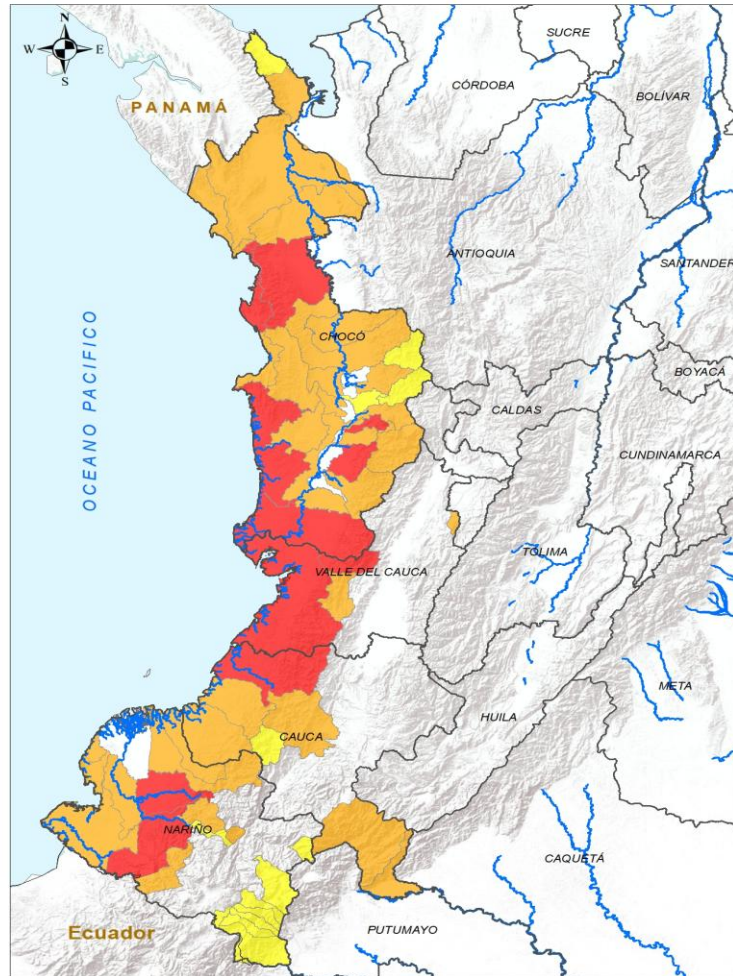 N
W E
S
SUCRE
CÓRDOBA
BOLÍVAR
PANAMÁ
ANTIOQUIA
SANTANDER
CHOCÓ
BOYACÁ
CALDAS
CUNDINAMARCA
OCEANO PACIFICO
TOLIMA
VALLE DEL CAUCA
META
HUILA
CAUCA
NARIÑO
CAQUETÁ
Ecuador
PUTUMAYO